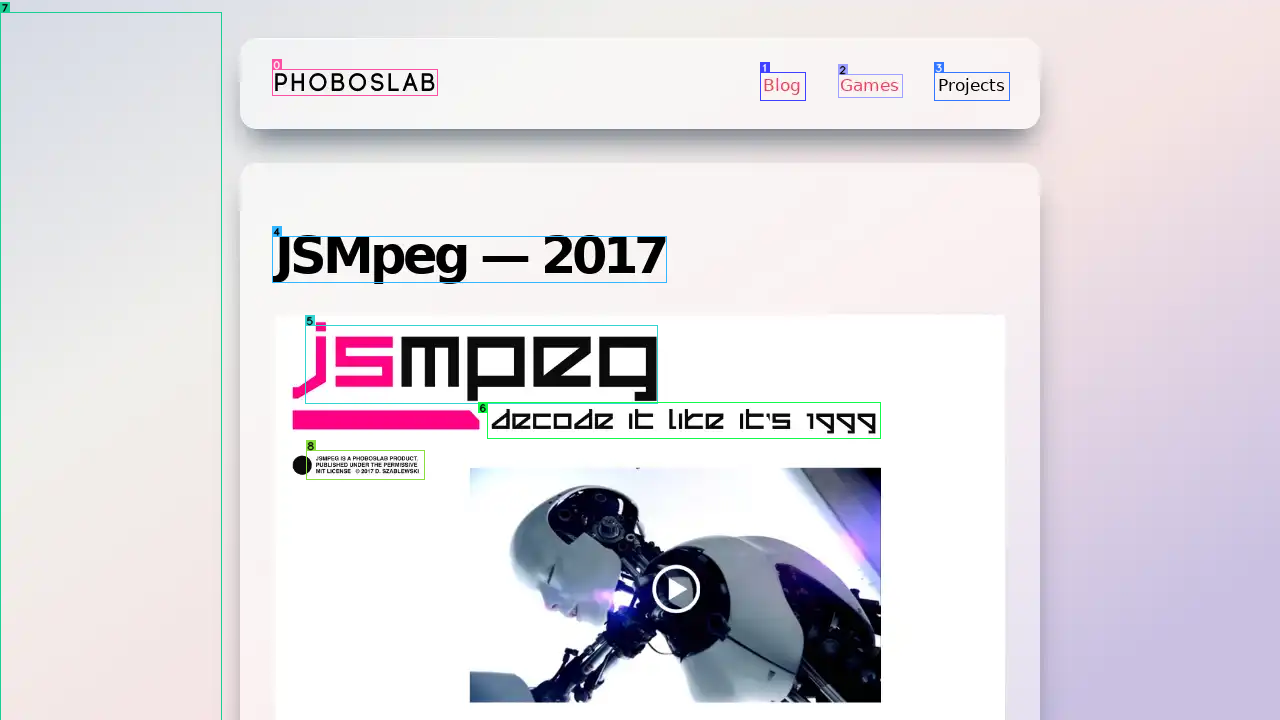 PHOBOSLAB
Blog
Games
Projects
JSMpeg — 2017
jsmpeg
decode it like it's 1999
JSMPEG IS A PHOBOSLAB PRODUCT.
PUBLISHED UNDER THE PERMISSIVE
MIT LICENSE © 2017 D. SZABLEWSKI
7
0
1
2
3
4
5
6
8